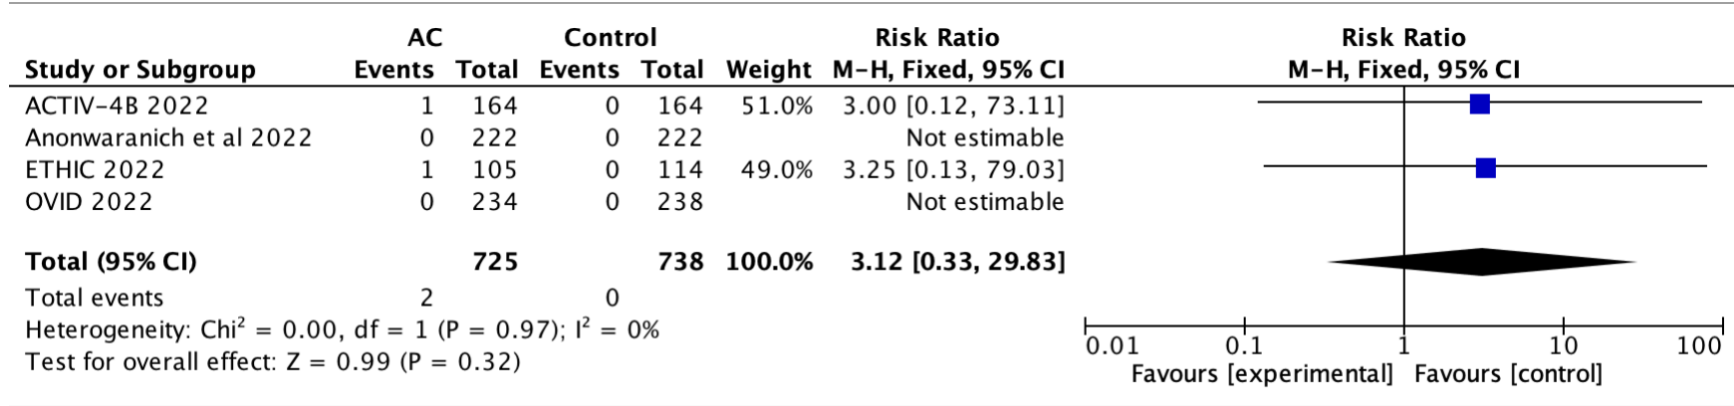 AC Control Risk Ratio Risk Ratio
Study or Subgroup Events Total Events Total Weight M-H, Fixed, 95% CI M-H, Fixed, 95% CI
ACTIV-4B 2022 1 164 0 164 51.0% 3.00 [0.12, 73.11]
Anonwaranich et al 2022 0 222 0 222 Not estimable
ETHIC 2022 1 105 0 114 49.0% 3.25 [0.13, 79.03]
OVID 2022 0 234 0 238 Not estimable
Total (95% CI) 725 738 100.0% 3.12 [0.33, 29.83]
Total events 2 0
Heterogeneity: Chi² = 0.00, df = 1 (P = 0.97); I² = 0%
Test for overall effect: Z = 0.99 (P = 0.32)
0.01 0.1 1 10 100
Favours [experimental] Favours [control]